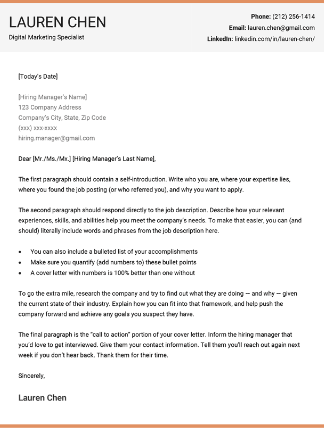 LAUREN CHEN
Digital Marketing Specialist
Phone: (212) 256-1414
Email: lauren.chen@gmail.com
LinkedIn: linkedin.com/in/lauren-chen/
[Today's Date]
[Hiring Manager's Name]
123 Company Address
Company's City, State, Zip Code
(xxx) xxx-xxxx
hiring.manager@gmail.com
Dear [Mr./Ms./Mx.] [Hiring Manager's Last Name],
The first paragraph should contain a self-introduction. Write who you are, where your expertise lies,
where you found the job posting (or who referred you), and why you want to apply.
The second paragraph should respond directly to the job description. Describe how your relevant
experiences, skills, and abilities help you meet the company's needs. To make that easier, you can (and
should) literally include words and phrases from the job description here.
• You can also include a bulleted list of your accomplishments
• Make sure you quantify (add numbers to) these bullet points
• A cover letter with numbers is 100% better than one without
To go the extra mile, research the company and try to find out what they are doing — and why — given
the current state of their industry. Explain how you can fit into that framework, and help push the
company forward and achieve any goals you suspect they have.
The final paragraph is the "call to action" portion of your cover letter. Inform the hiring manager that
you'd love to get interviewed. Give them your contact information. Tell them you'll reach out again next
week if you don't hear back. Thank them for their time.
Sincerely,
Lauren Chen